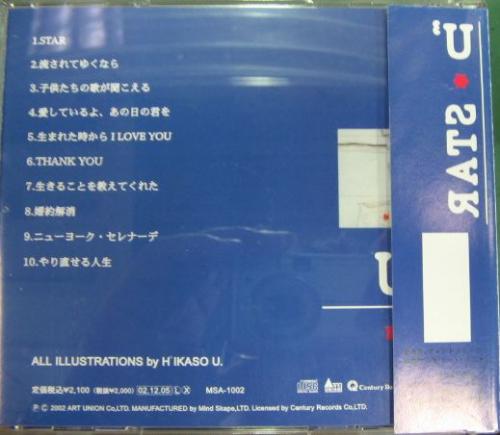 1.STAR
2.流されてゆくなら
3.子供たちの歌が聞こえる
4.愛しているよ、あの日の君を
5.生まれた時から I LOVE YOU
6.THANK YOU
7.生きることを教えてくれた
8.婚約解消
9.ニューヨーク・セレナーデ
10.やり直せる人生
ALL ILLUSTRATIONS by H IKASO U.
定価税込¥2,100 (税抜¥2,000) 02.12.05 L X MSA-1002
Ⓟ © 2002 ART UNION Co,LTD. MANUFACTURED by Mind Skape,LTD. Licensed by Century Records Co,LTD.
Century
U
STAR
U